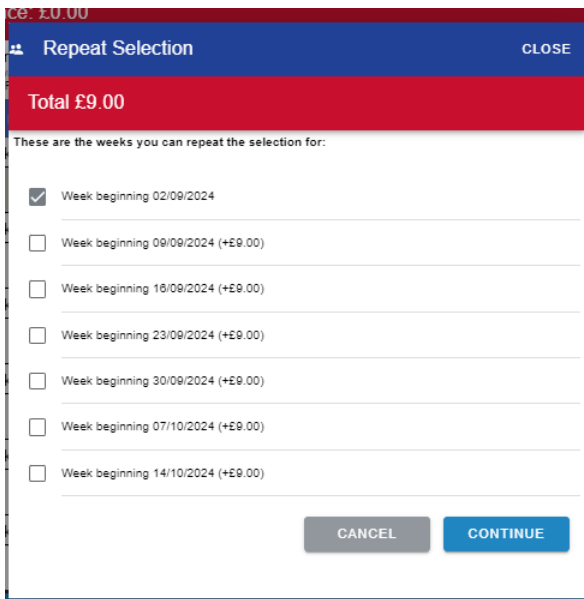 ce: £0.00
Repeat Selection
CLOSE
Total £9.00
These are the weeks you can repeat the selection for:
Week beginning 02/09/2024
Week beginning 09/09/2024 (+£9.00)
Week beginning 16/09/2024 (+£9.00)
Week beginning 23/09/2024 (+£9.00)
Week beginning 30/09/2024 (+£9.00)
Week beginning 07/10/2024 (+£9.00)
Week beginning 14/10/2024 (+£9.00)
CANCEL
CONTINUE